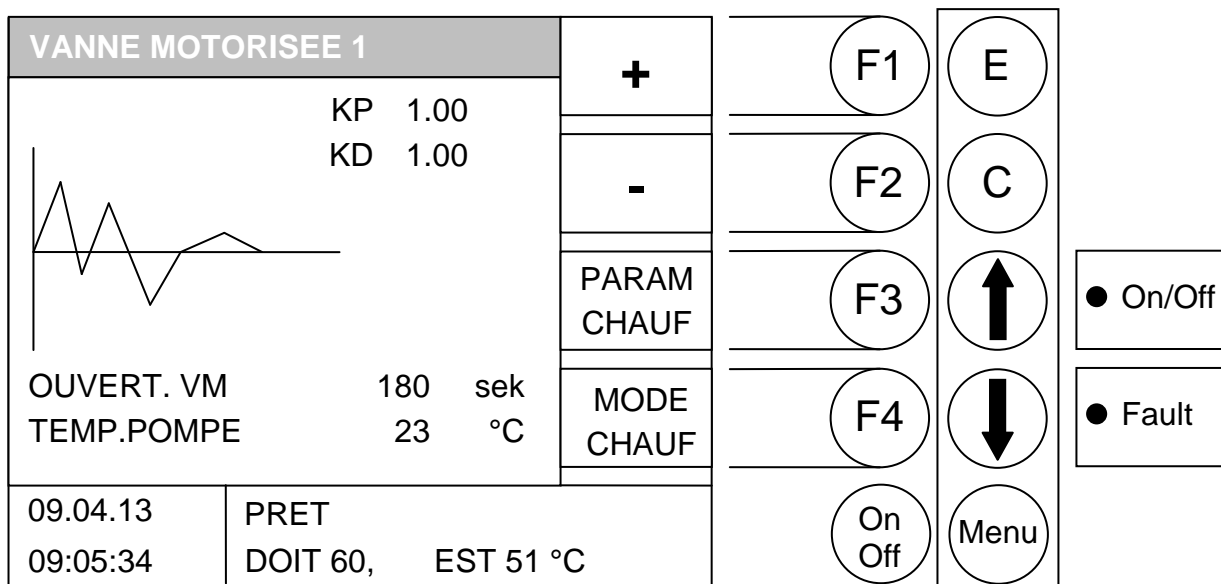 VANNE MOTORISEE 1
KP 1.00
KD 1.00
OUVERT. VM 180 sek
TEMP.POMPE 23 °C
+
-
PARAM
CHAUF
MODE
CHAUF
09.04.13
09:05:34
PRET
DOIT 60, EST 51 °C
F1
F2
F3
F4
On
Off
E
C
Menu
On/Off
Fault